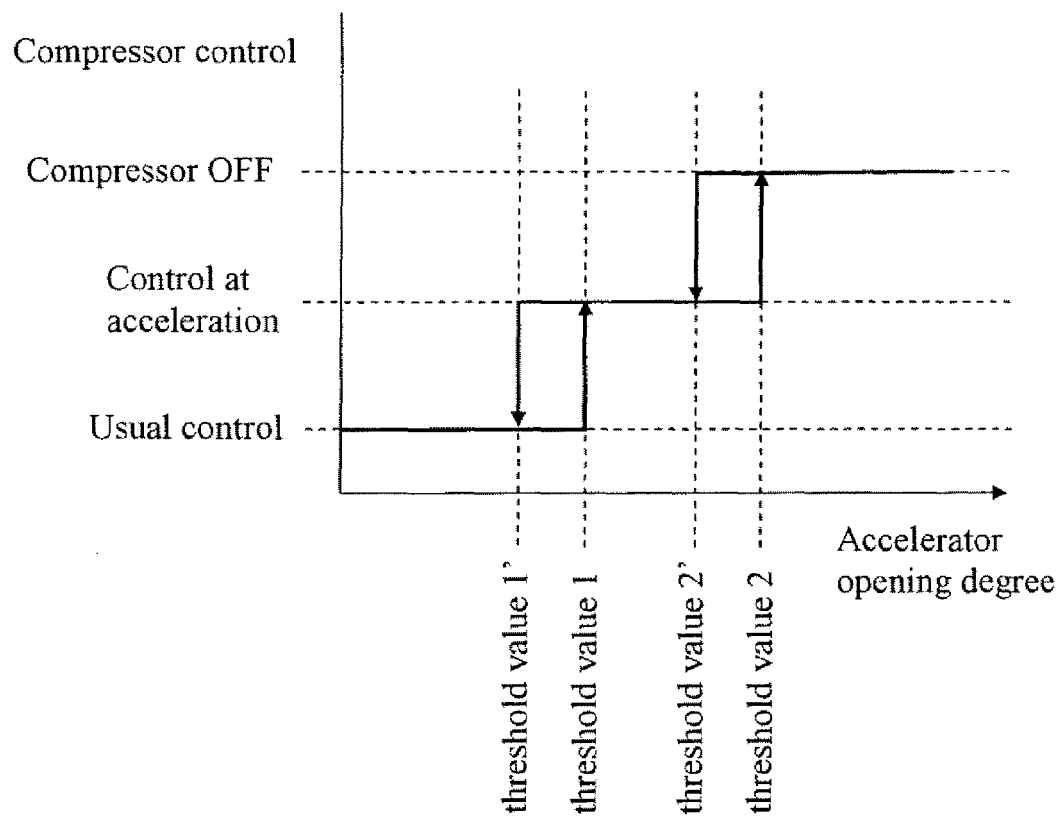 Compressor control
Compressor OFF
Control at
acceleration
Usual control
Accelerator
opening degree
threshold value 1’
threshold value 1
threshold value 2’
threshold value 2